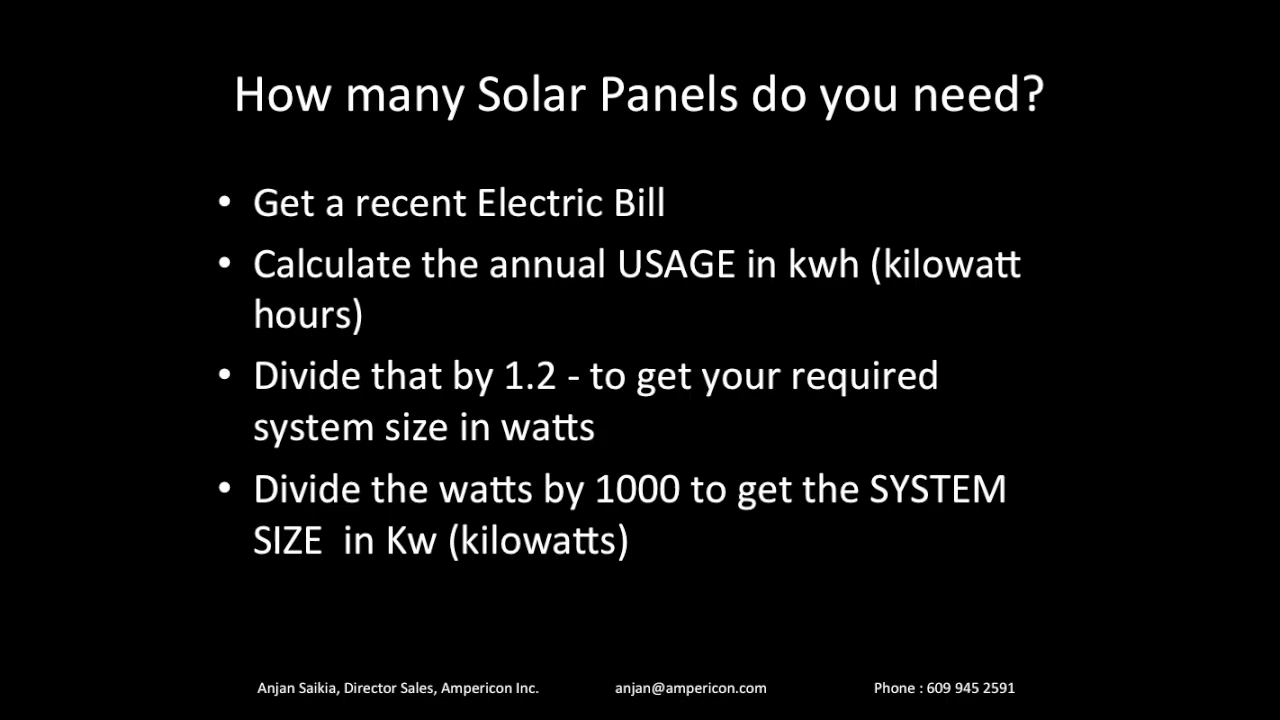 How many Solar Panels do you need?
• Get a recent Electric Bill
• Calculate the annual USAGE in kwh (kilowatt
hours)
• Divide that by 1.2 - to get your required
system size in watts
• Divide the watts by 1000 to get the SYSTEM
SIZE  in Kw (kilowatts)
Anjan Saikia, Director Sales, Ampericon Inc. anjan@ampericon.com Phone : 609 945 2591